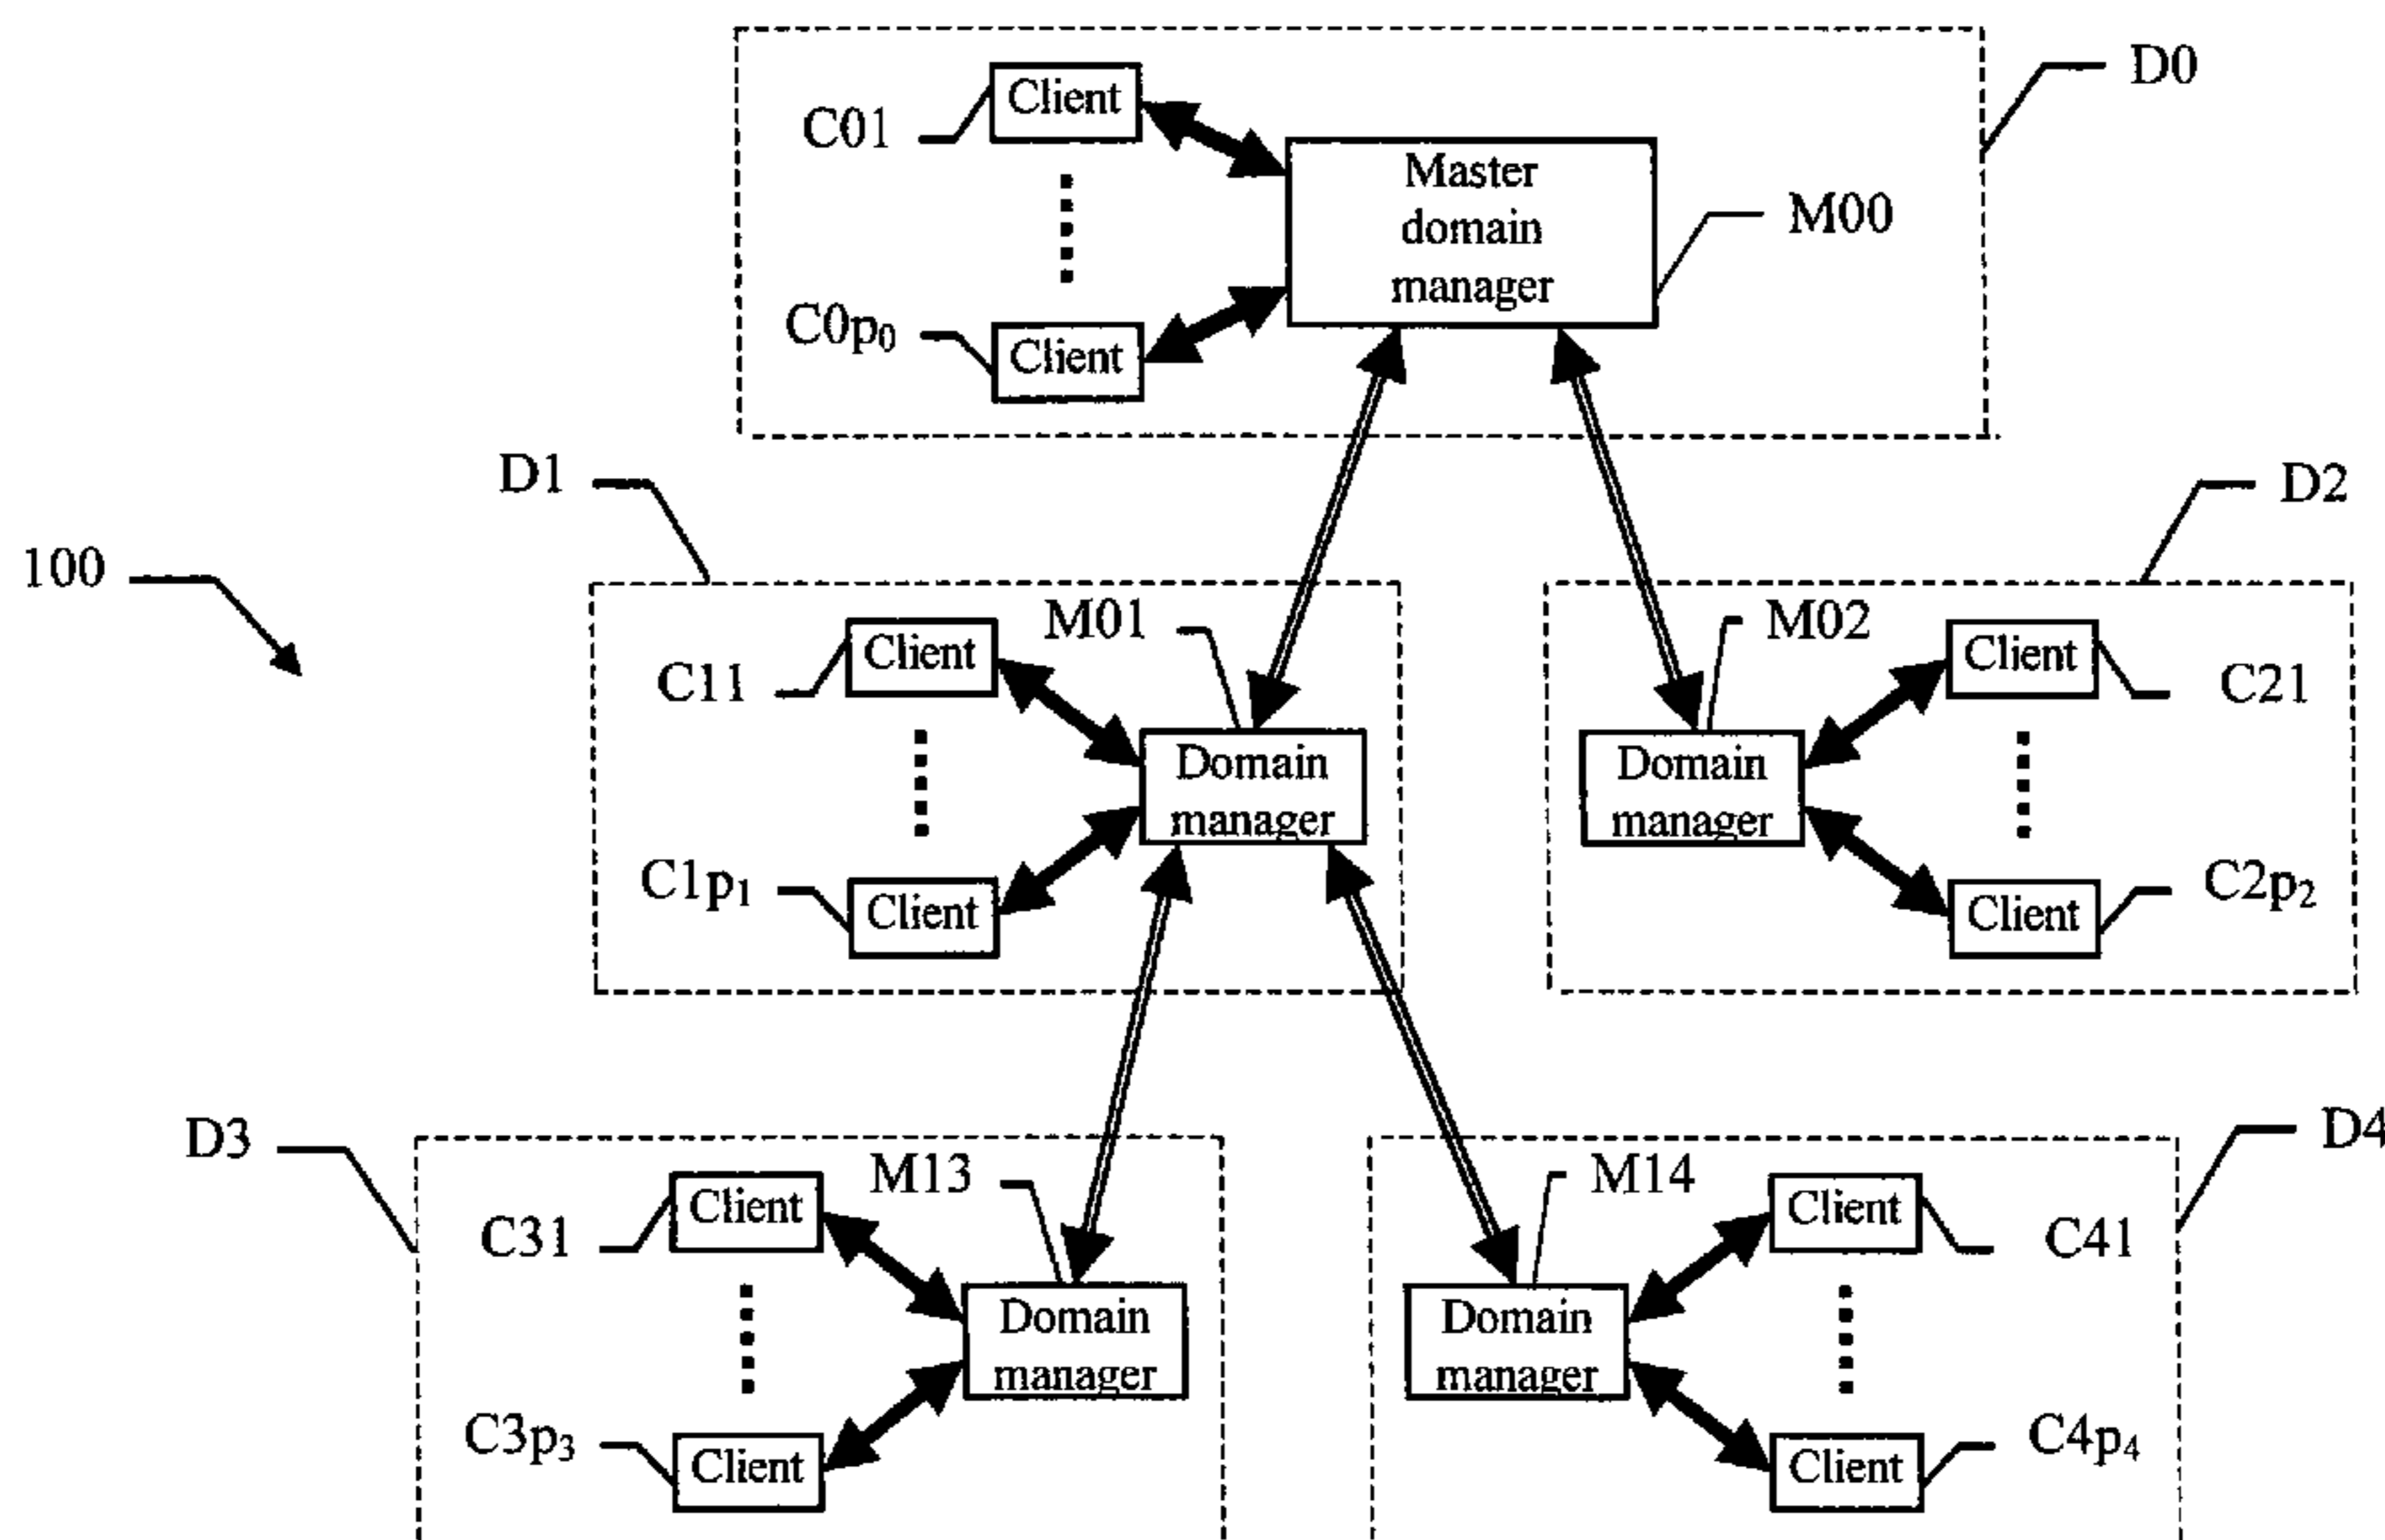 D0
Client
C01
Master
domain
manager
M00
C0p₀
Client
D1
D2
100
M01
Client
C11
M02
Client
C21
Domain
manager
Domain
manager
C1p₁
Client
C2p₂
Client
D3
D4
M13
Client
C31
M14
Client
C41
Domain
manager
Domain
manager
C3p₃
Client
C4p₄
Client